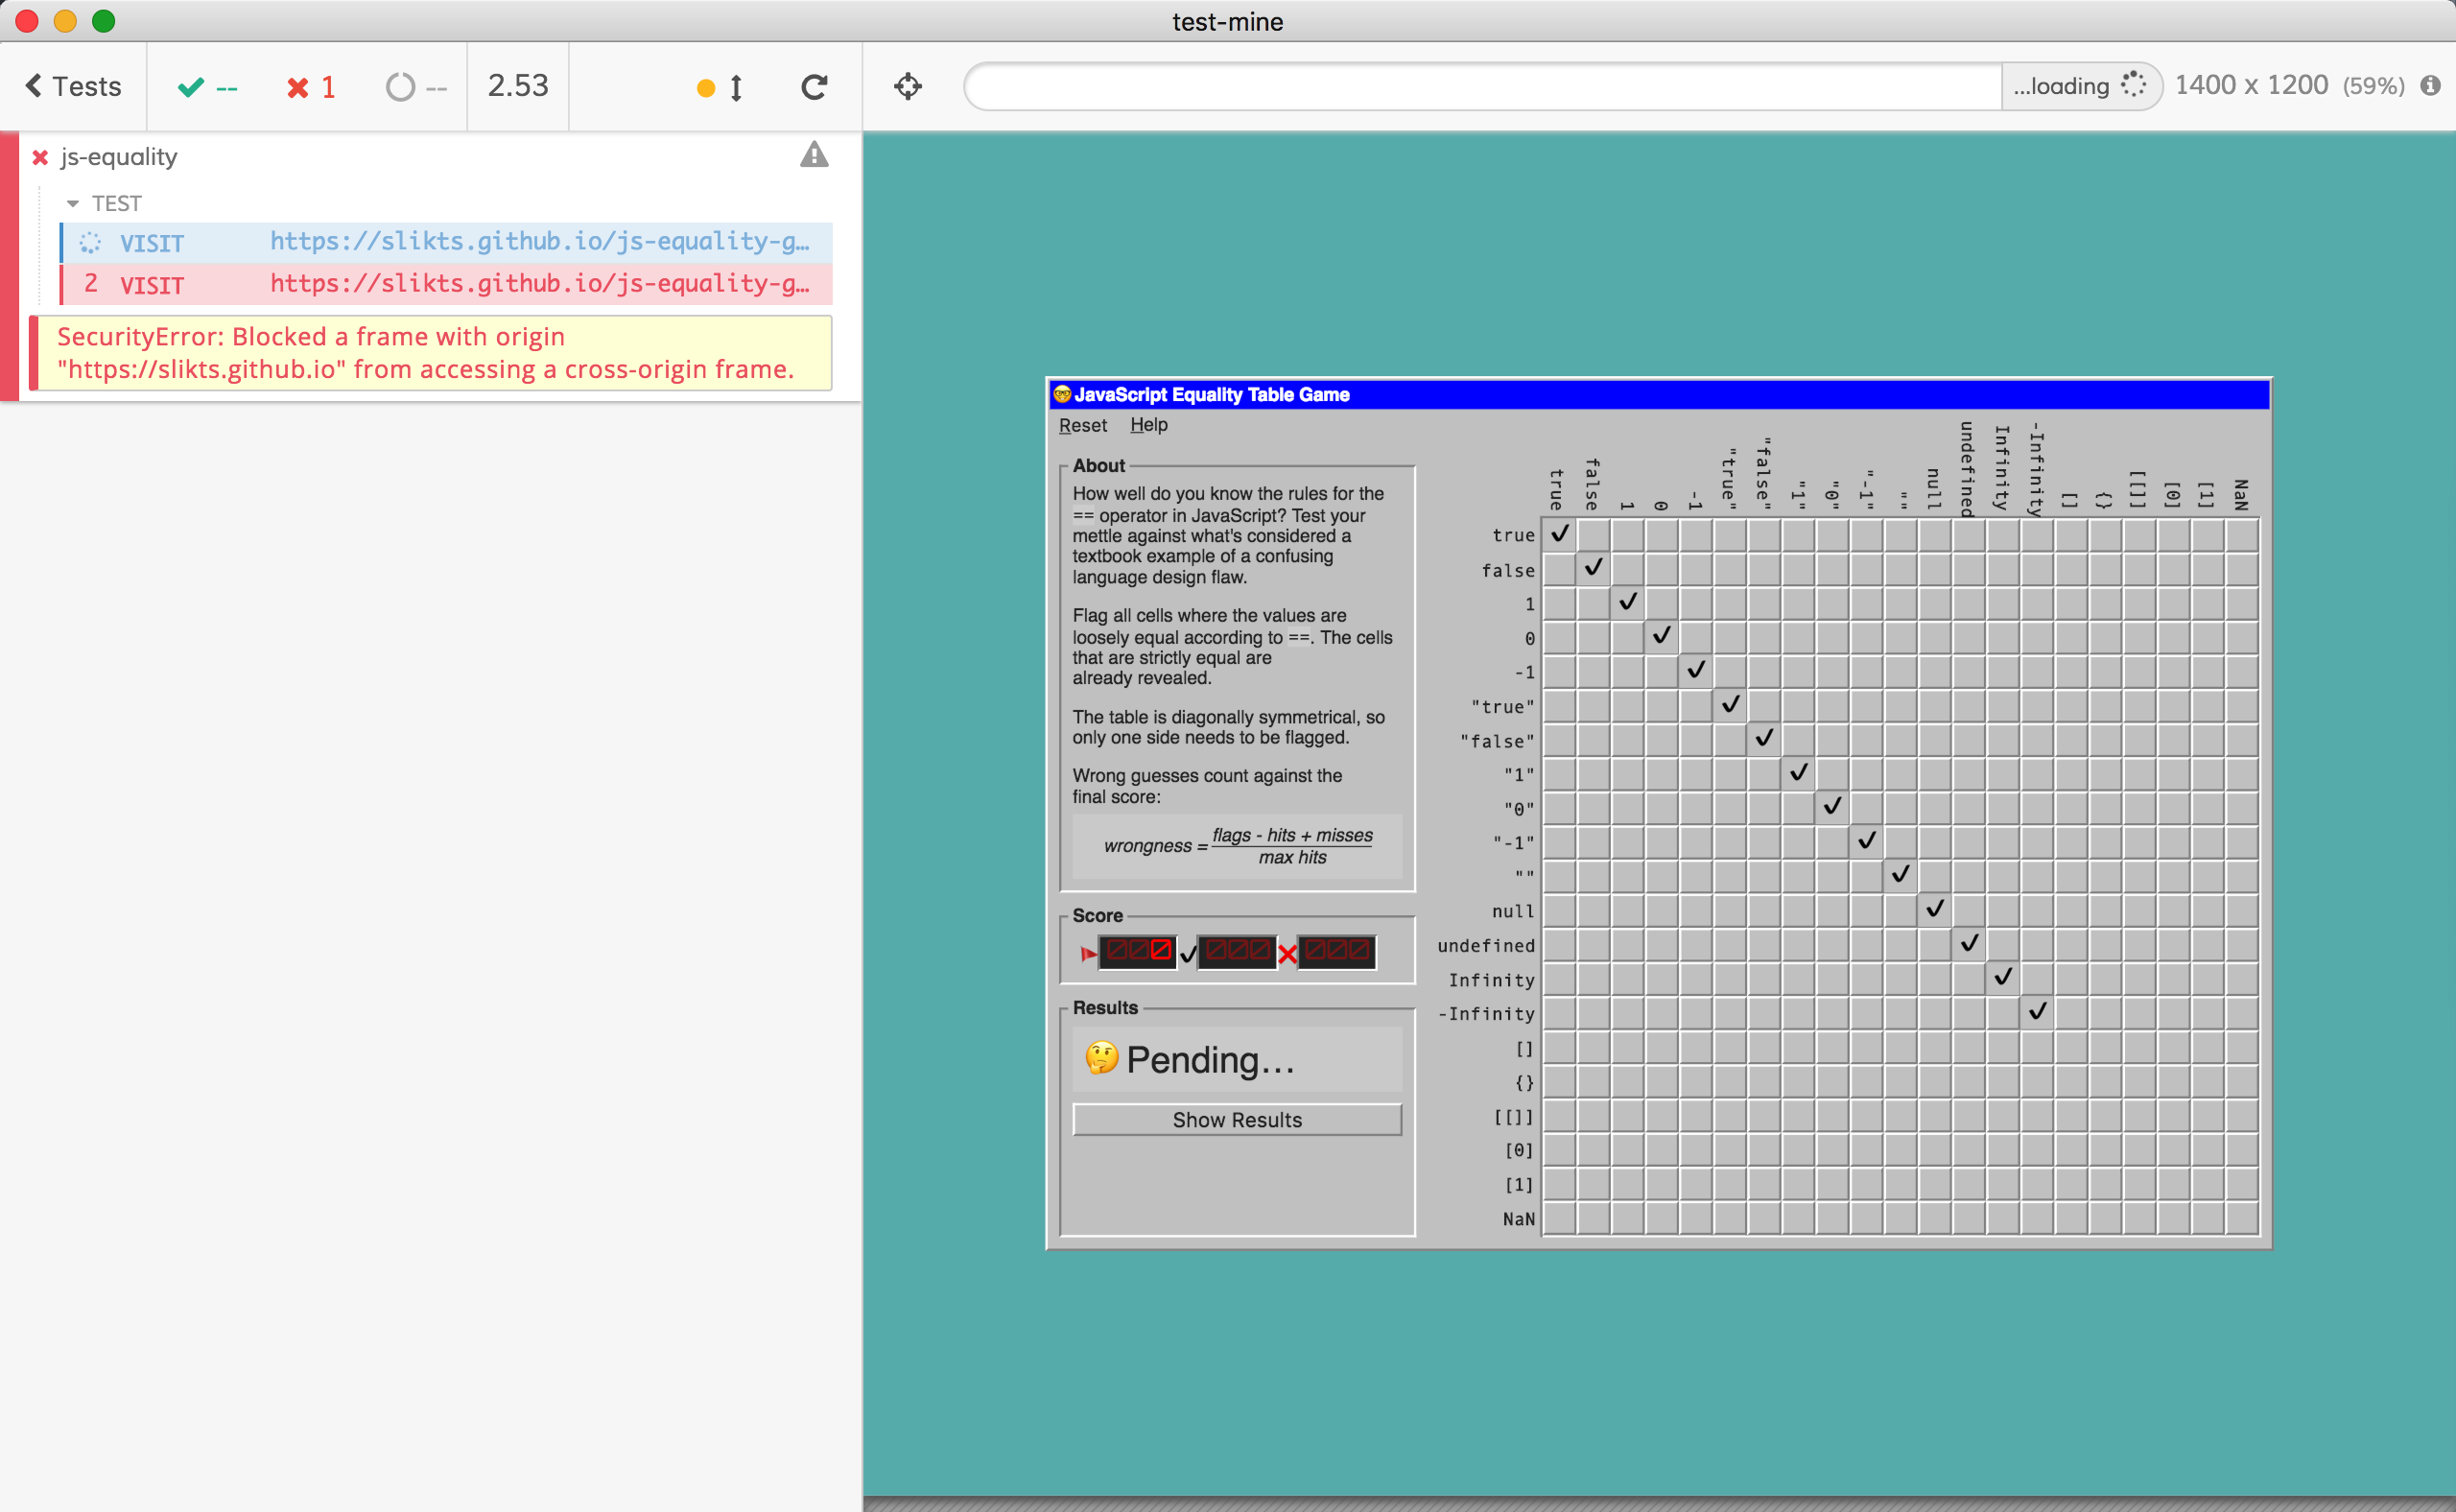 test-mine
Tests
--
1
--
2.53
...loading
1400 x 1200 (59%)
js-equality
TEST
VISIT https://slikts.github.io/js-equality-g…
2 VISIT https://slikts.github.io/js-equality-g…
SecurityError: Blocked a frame with origin
"https://slikts.github.io" from accessing a cross-origin frame.
JavaScript Equality Table Game
Reset Help
About
How well do you know the rules for the
== operator in JavaScript? Test your
mettle against what's considered a
textbook example of a confusing
language design flaw.
Flag all cells where the values are
loosely equal according to ==. The cells
that are strictly equal are
already revealed.
The table is diagonally symmetrical, so
only one side needs to be flagged.
Wrong guesses count against the
final score:
wrongness = flags - hits + misses
max hits
Score
000 000 000
Results
🤔 Pending…
Show Results
true
false
1
0
-1
"true"
"false"
"1"
"0"
"-1"
""
null
undefined
Infinity
-Infinity
[]
{}
[[]]
[0]
[1]
NaN
true
false
1
0
-1
"true"
"false"
"1"
"0"
"-1"
""
null
undefined
Infinity
-Infinity
[]
{}
[[]]
[0]
[1]
NaN